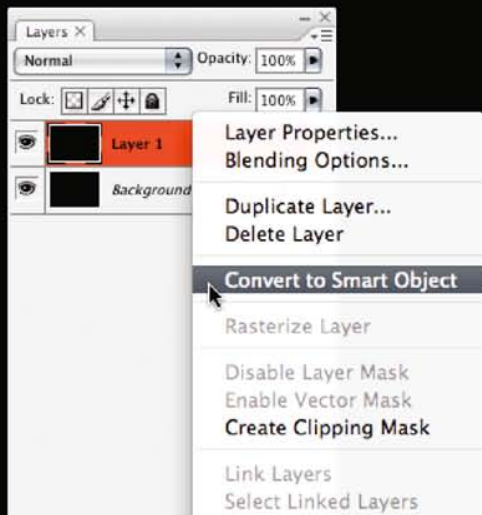 Layers
Normal
Opacity: 100%
Lock:
Fill: 100%
Layer 1
Background
Layer Properties...
Blending Options...
Duplicate Layer...
Delete Layer
Convert to Smart Object
Rasterize Layer
Disable Layer Mask
Enable Vector Mask
Create Clipping Mask
Link Layers
Select Linked Layers